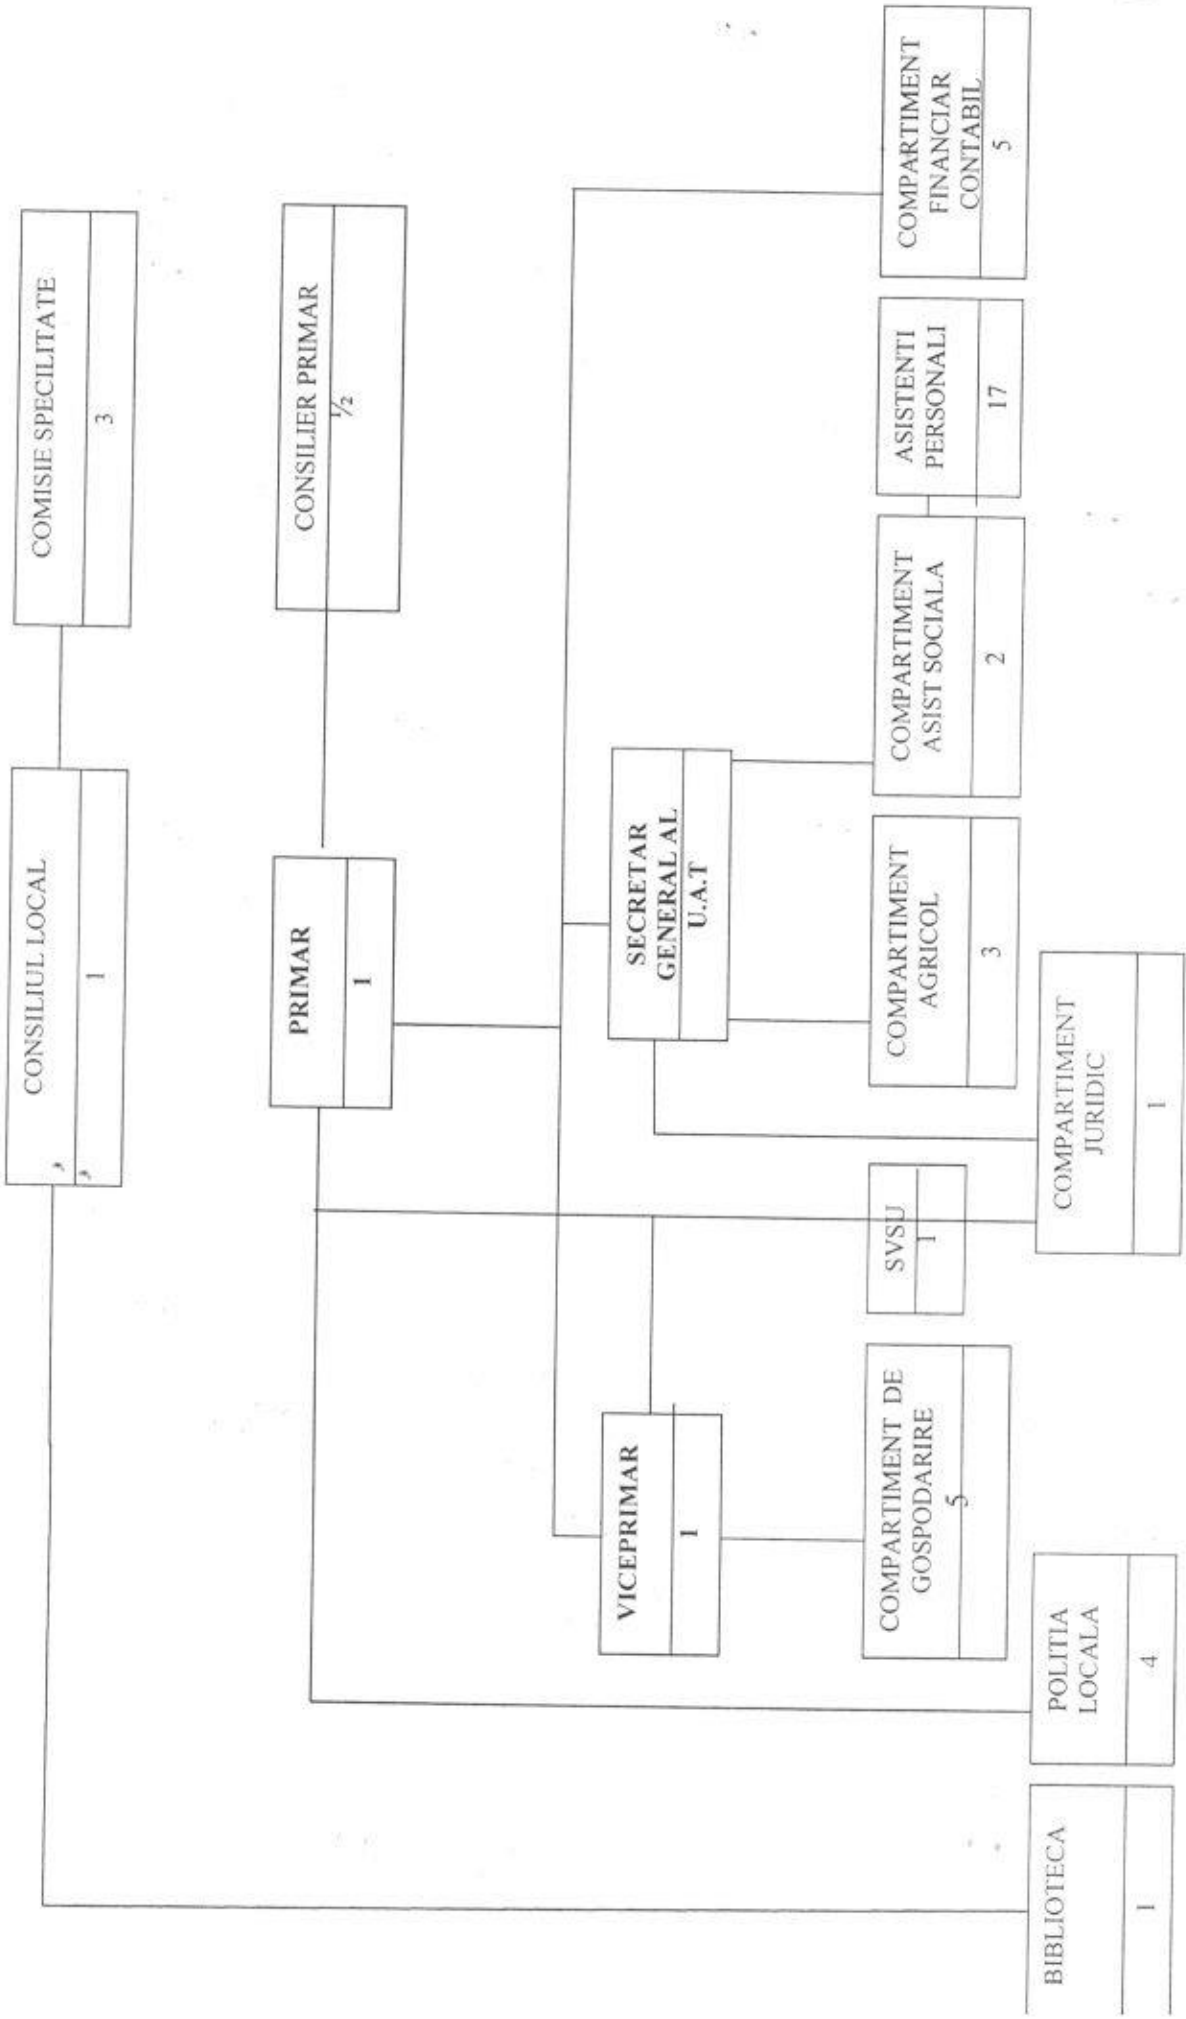 CONSILIUL LOCAL
1
COMISIE SPECILITATE
3
PRIMAR
1
CONSILIER PRIMAR
½
VICEPRIMAR
1
SECRETAR
GENERAL AL
U.A.T
COMPARTIMENT DE
GOSPODARIRE
5
SVSU
1
COMPARTIMENT
AGRICOL
3
COMPARTIMENT
ASIST SOCIALA
2
ASISTENTI
PERSONALI
17
COMPARTIMENT
FINANCIAR
CONTABIL
5
BIBLIOTECA
1
POLITIA
LOCALA
4
COMPARTIMENT
JURIDIC
1